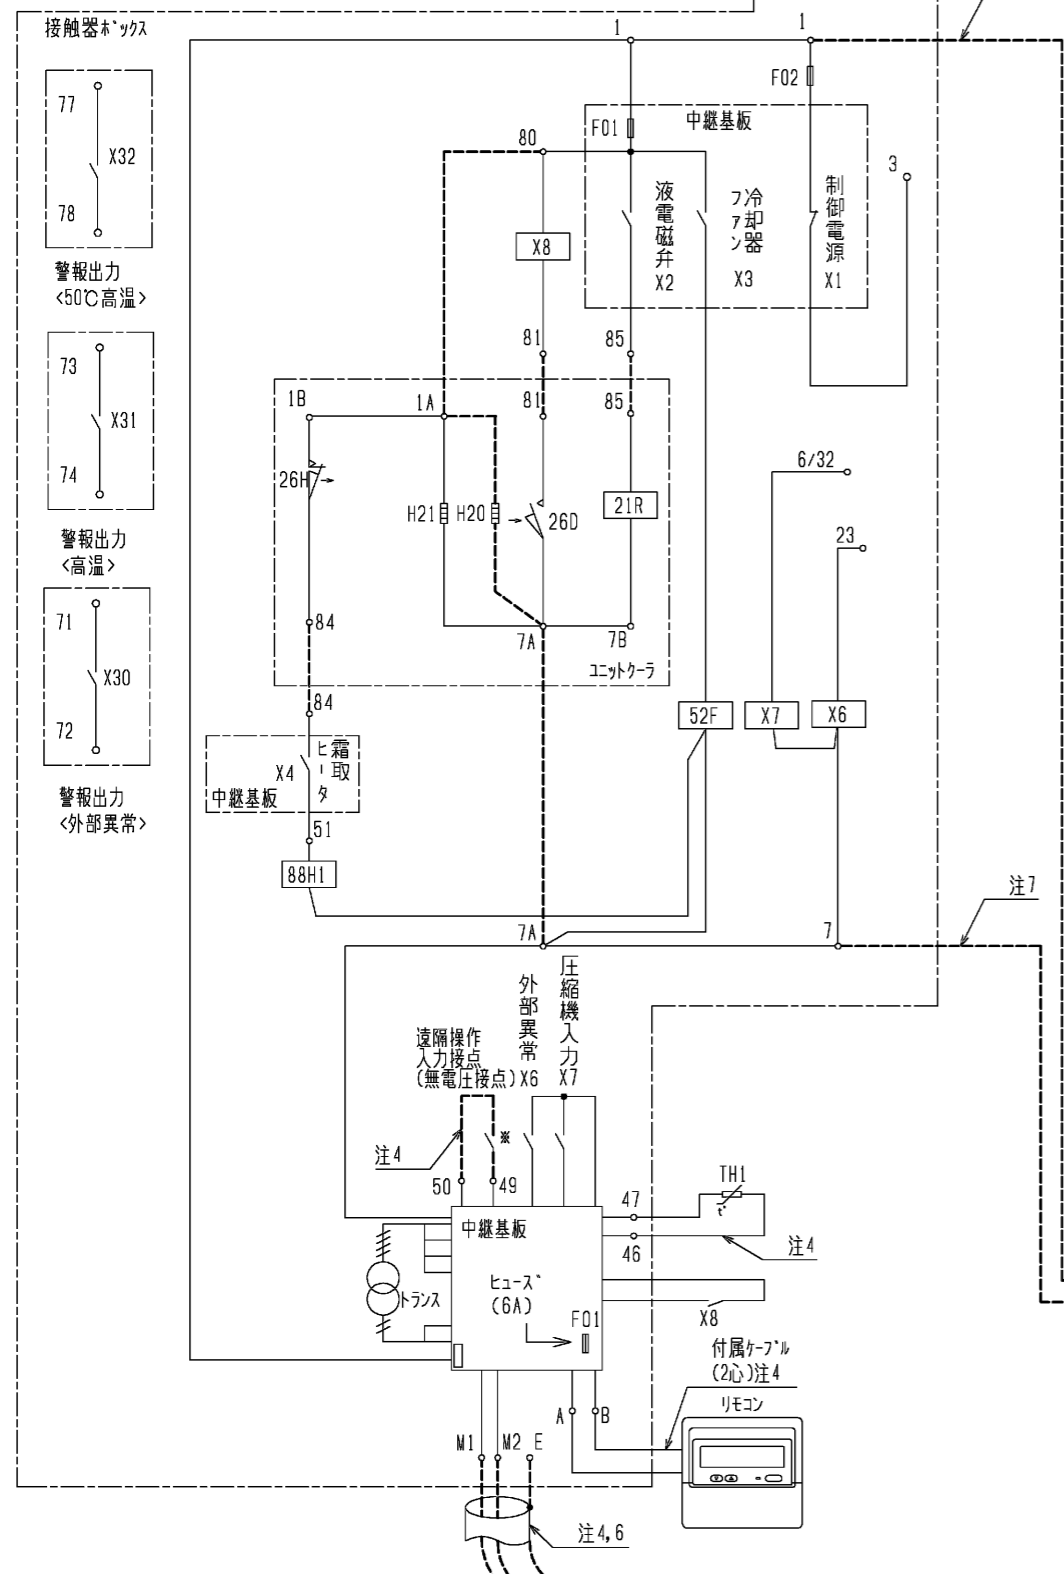 接触器ボックス
77
X32
78
警報出力
<50℃高温>
73
X31
74
警報出力
<高温>
71
X30
72
警報出力
<外部異常>
1
1
F02
F01
中継基板
80
3
液電磁弁
X2
冷却器
ファン
X3
制御電源
X1
X8
81
85
1B
1A
81
85
26H
H21
H20
26D
21R
6/32
23
84
7A
7B
ユニットクーラ
84
52F
X7
X6
X4
霜取
ヒータ
中継基板
51
88H1
注7
7A
7
外部異常
X6
圧縮機入力
X7
遠隔操作
入力接点
(無電圧接点)
※
注4
50
49
47
TH1
t°
46
注4
中継基板
ヒューズ
(6A)
F01
トランス
X8
付属ケーブル
(2心)注4
リモコン
A
B
M1
M2
E
注4,6